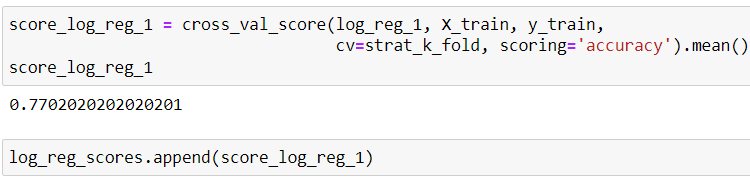 score_log_reg_1 = cross_val_score(log_reg_1, X_train, y_train,
cv=strat_k_fold, scoring='accuracy').mean()
score_log_reg_1
0.7702020202020201
log_reg_scores.append(score_log_reg_1)